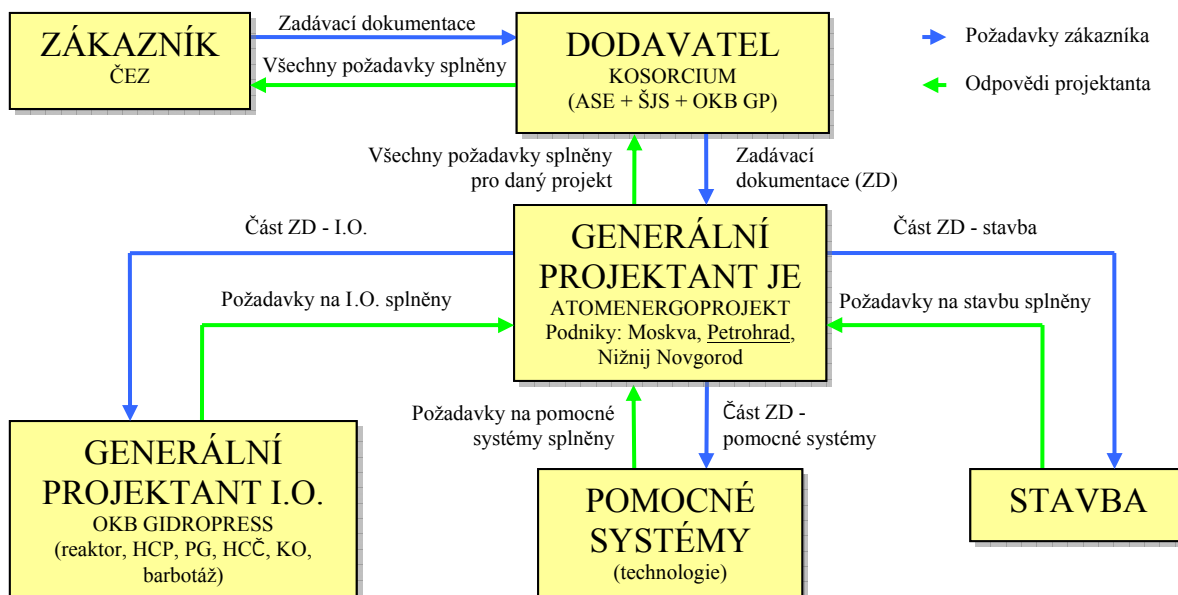 ZÁKAZNÍK
ČEZ
Zadávací dokumentace
Všechny požadavky splněny
DODAVATEL
KOSORCIUM
(ASE + ŠJS + OKB GP)
Požadavky zákazníka
Odpovědi projektanta
Všechny požadavky splněny
pro daný projekt
Zadávací
dokumentace (ZD)
Část ZD - I.O.
GENERÁLNÍ
PROJEKTANT JE
ATOMENERGOPROJEKT
Podniky: Moskva, Petrohrad,
Nižnij Novgorod
Část ZD - stavba
Požadavky na I.O. splněny
Požadavky na stavbu splněny
Požadavky na pomocné
systémy splněny
Část ZD -
pomocné systémy
GENERÁLNÍ
PROJEKTANT I.O.
OKB GIDROPRESS
(reaktor, HCP, PG, HCČ, KO,
barbotáž)
POMOCNÉ
SYSTÉMY
(technologie)
STAVBA